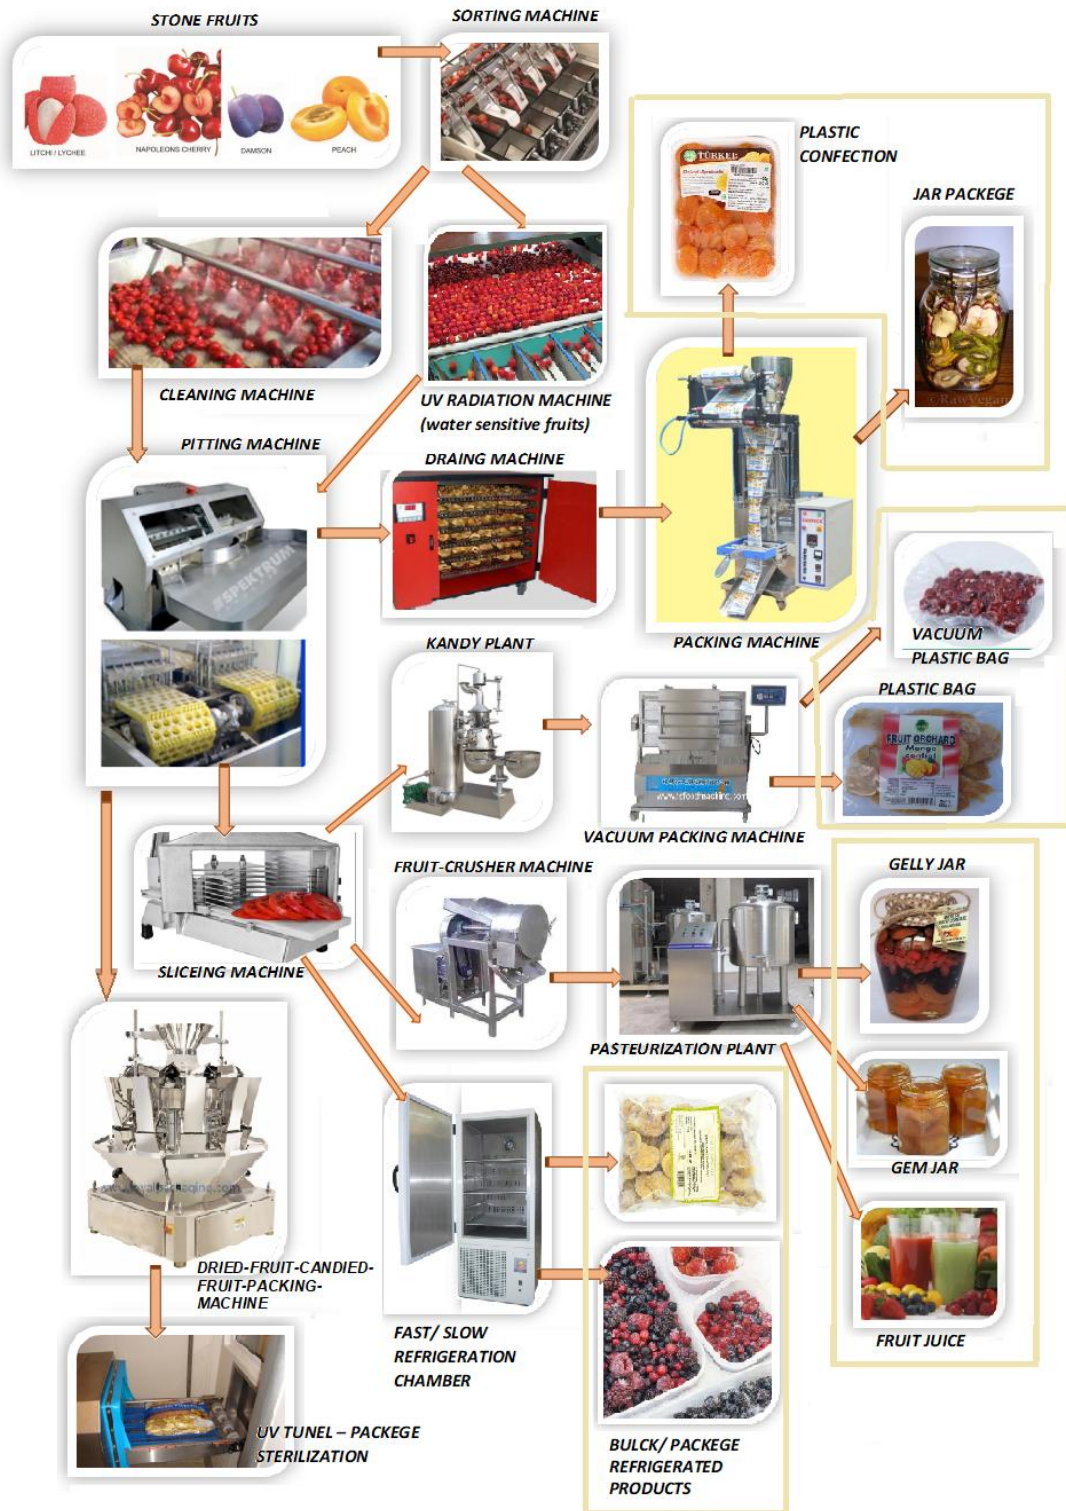 STONE FRUITS
SORTING MACHINE
LITCHI / LYCHEE
NAPOLEONS CHERRY
DAMSON
PEACH
PLASTIC
CONFECTION
TÜRKEL
JAR PACKEGE
©RawVegan
CLEANING MACHINE
UV RADIATION MACHINE
(water sensitive fruits)
PITTING MACHINE
SPEKTRUM
DRAING MACHINE
PACKING MACHINE
VACUUM
PLASTIC BAG
KANDY PLANT
PLASTIC BAG
FRUIT ORCHARD
Mango
VACUUM PACKING MACHINE
FRUIT-CRUSHER MACHINE
GELLY JAR
SLICEING MACHINE
PASTEURIZATION PLANT
GEM JAR
DRIED-FRUIT-CANDIED-
FRUIT-PACKING-
MACHINE
FAST/ SLOW
REFRIGERATION
CHAMBER
FRUIT JUICE
UV TUNEL – PACKEGE
STERILIZATION
BULCK/ PACKEGE
REFRIGERATED
PRODUCTS